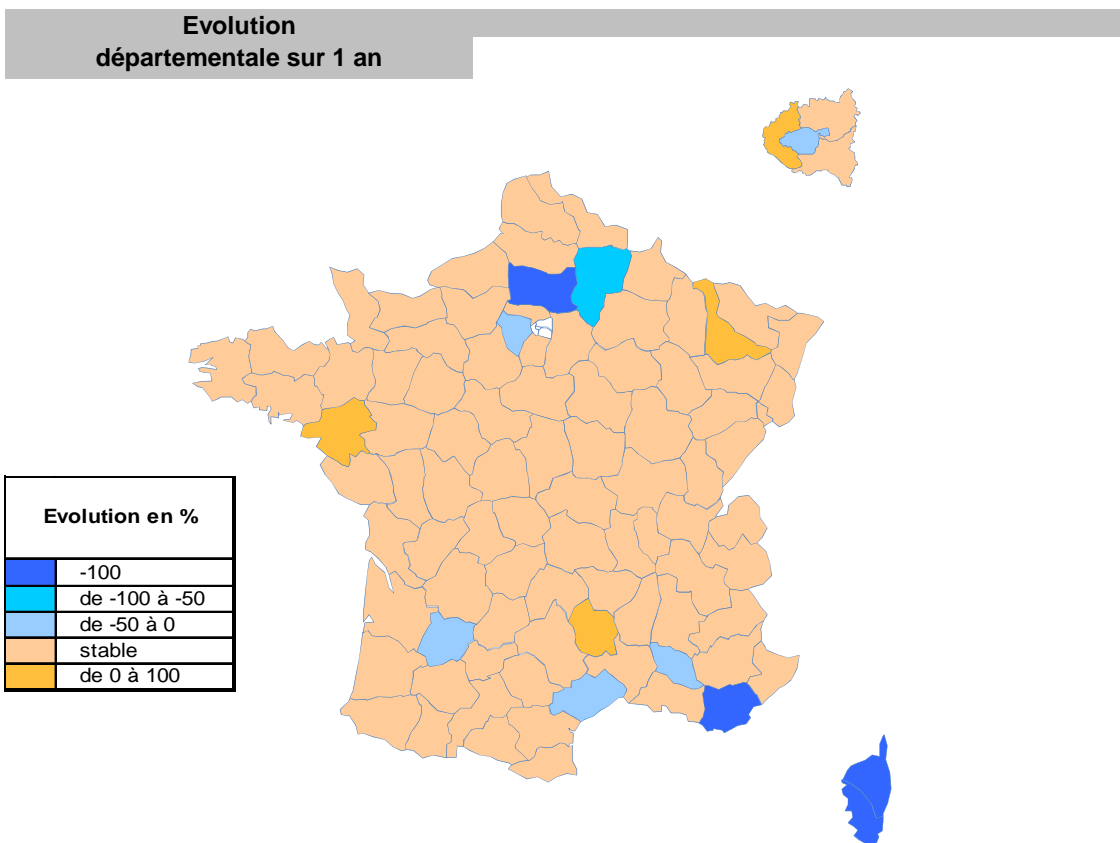 Evolution
départementale sur 1 an
Evolution en %
-100
de -100 à -50
de -50 à 0
stable
de 0 à 100